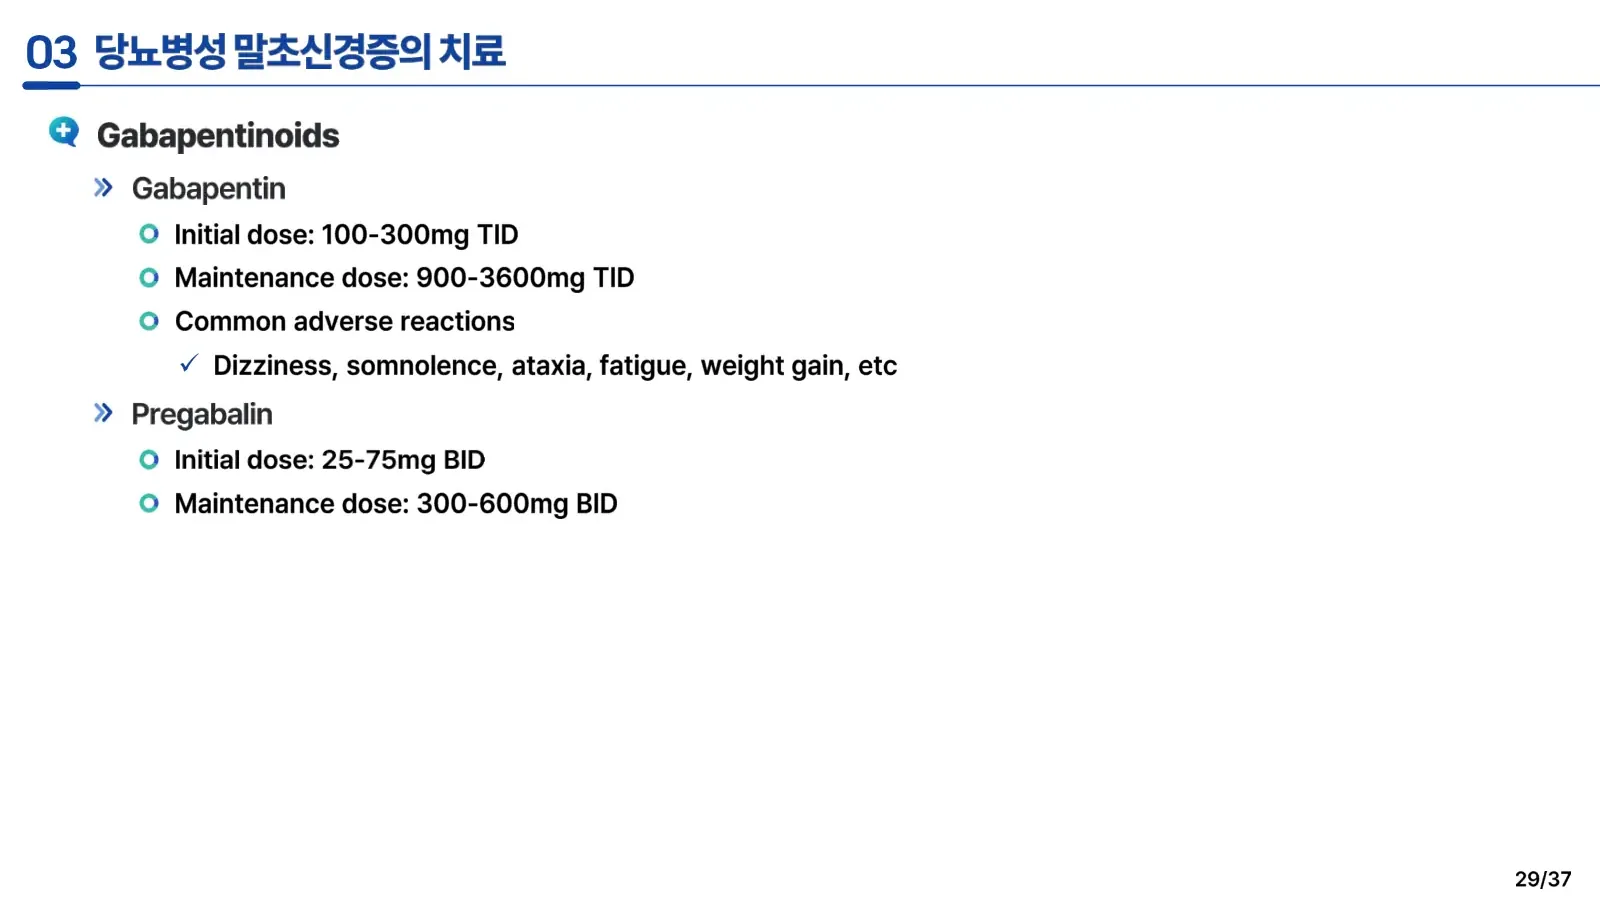 03 당뇨병성 말초신경증의 치료
Gabapentinoids
Gabapentin
Initial dose: 100-300mg TID
Maintenance dose: 900-3600mg TID
Common adverse reactions
Dizziness, somnolence, ataxia, fatigue, weight gain, etc
Pregabalin
Initial dose: 25-75mg BID
Maintenance dose: 300-600mg BID
29/37